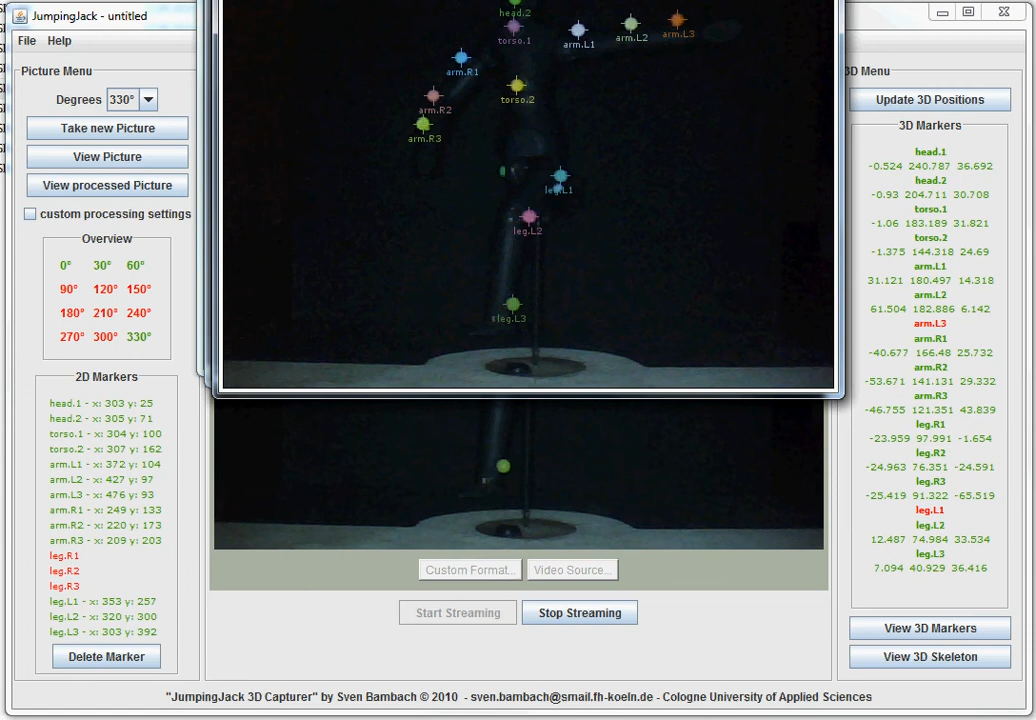 JumpingJack - untitled
File Help
Picture Menu
Degrees 330°
Take new Picture
View Picture
View processed Picture
custom processing settings
Overview
0° 30° 60°
90° 120° 150°
180° 210° 240°
270° 300° 330°
2D Markers
head.1 - x: 303 y: 25
head.2 - x: 305 y: 71
torso.1 - x: 304 y: 100
torso.2 - x: 307 y: 162
arm.L1 - x: 372 y: 104
arm.L2 - x: 427 y: 97
arm.L3 - x: 476 y: 93
arm.R1 - x: 249 y: 133
arm.R2 - x: 220 y: 173
arm.R3 - x: 209 y: 203
leg.R1
leg.R2
leg.R3
leg.L1 - x: 353 y: 257
leg.L2 - x: 320 y: 300
leg.L3 - x: 303 y: 392
Delete Marker
head.2
torso.1
arm.L1
arm.L2
arm.L3
arm.R1
arm.R2
torso.2
arm.R3
leg.L1
leg.L2
leg.L3
Custom Format...
Video Source...
Start Streaming
Stop Streaming
3D Menu
Update 3D Positions
3D Markers
head.1
-0.524 240.787 36.692
head.2
-0.93 204.711 30.708
torso.1
-1.06 183.189 31.821
torso.2
-1.375 144.318 24.69
arm.L1
31.121 180.497 14.318
arm.L2
61.504 182.886 6.142
arm.L3
arm.R1
-40.677 166.48 25.732
arm.R2
-53.671 141.131 29.332
arm.R3
-46.755 121.351 43.839
leg.R1
-23.959 97.991 -1.654
leg.R2
-24.963 76.351 -24.591
leg.R3
-25.419 91.322 -65.519
leg.L1
leg.L2
12.487 74.984 33.534
leg.L3
7.094 40.929 36.416
View 3D Markers
View 3D Skeleton
"JumpingJack 3D Capturer" by Sven Bambach © 2010 - sven.bambach@smail.fh-koeln.de - Cologne University of Applied Sciences